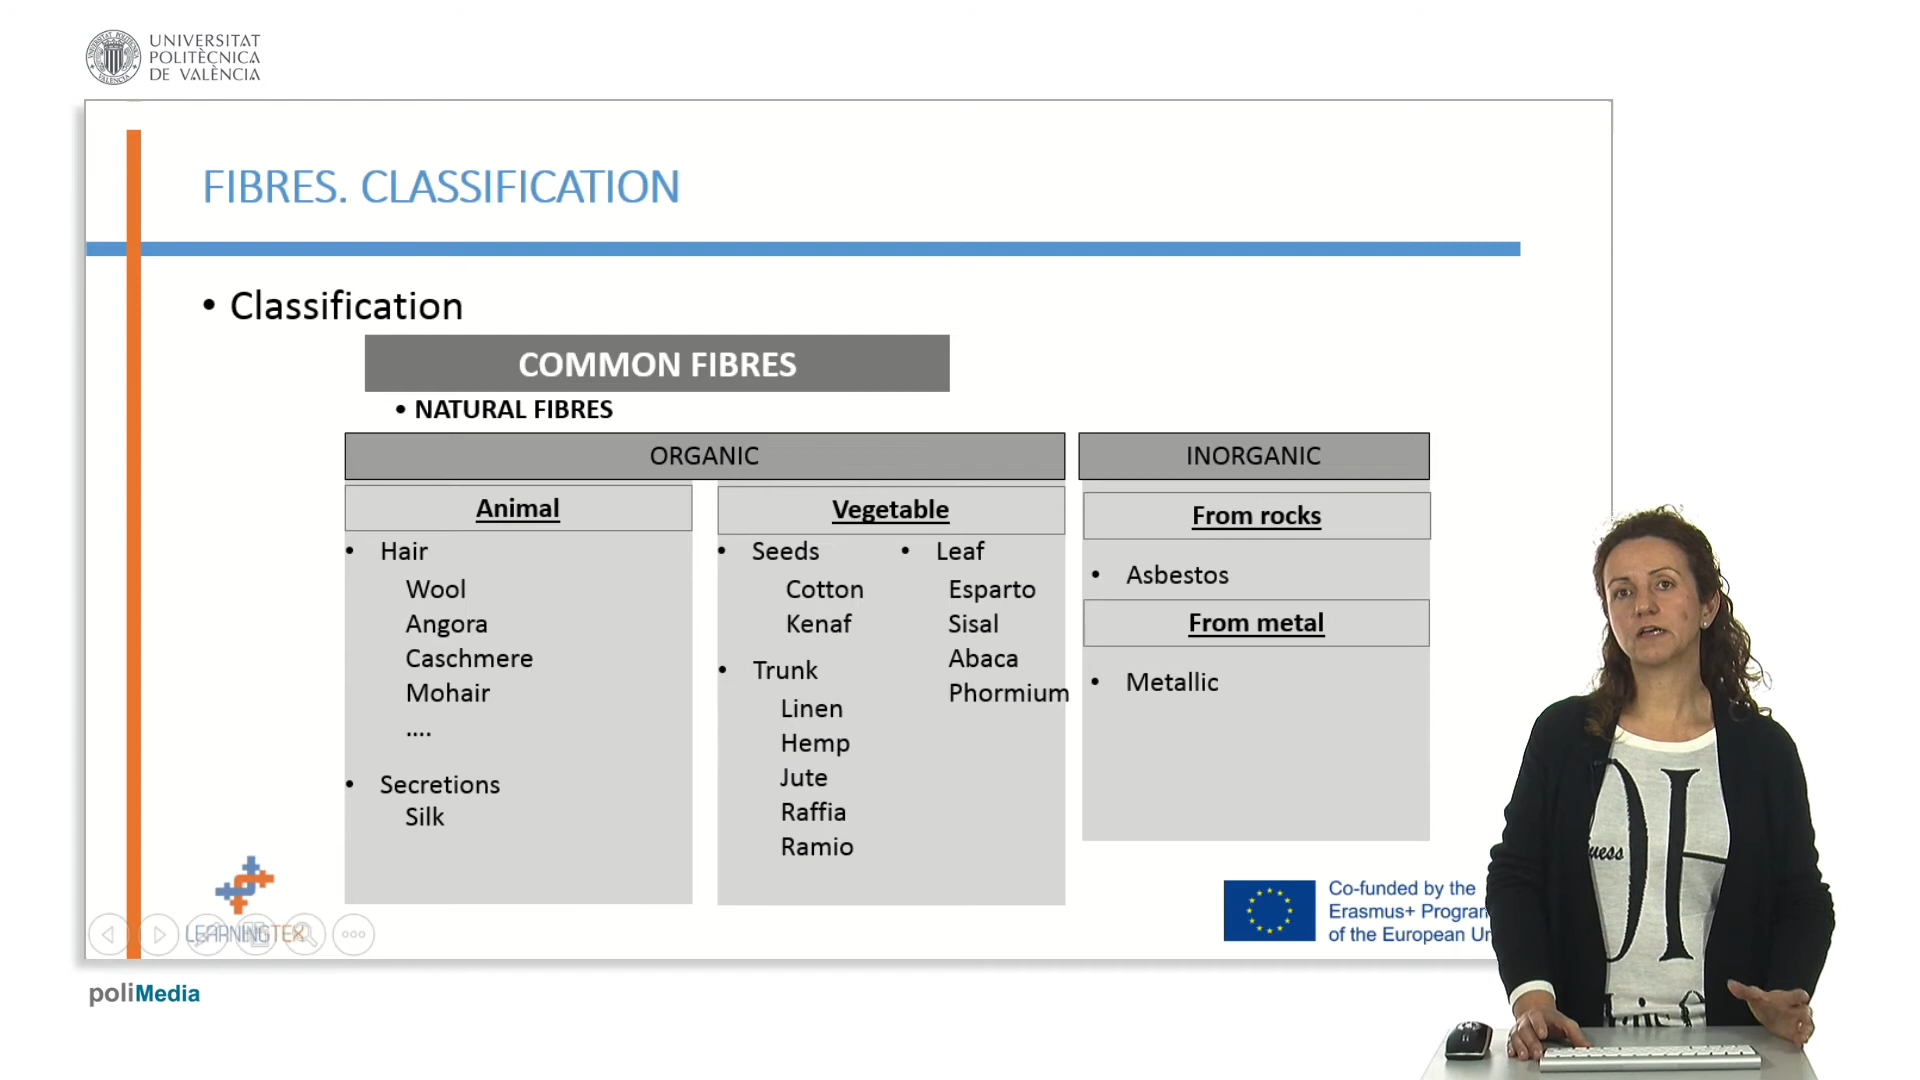 UNIVERSITAT
POLITÈCNICA
DE VALÈNCIA
FIBRES. CLASSIFICATION
• Classification
COMMON FIBRES
• NATURAL FIBRES
ORGANIC
INORGANIC
Animal
• Hair
Wool
Angora
Caschmere
Mohair
....
• Secretions
Silk
Vegetable
• Seeds
Cotton
Kenaf
• Trunk
Linen
Hemp
Jute
Raffia
Ramio
• Leaf
Esparto
Sisal
Abaca
Phormium
From rocks
• Asbestos
From metal
• Metallic
LEARNINGTEX
Co-funded by the
Erasmus+
of the European
poliMedia